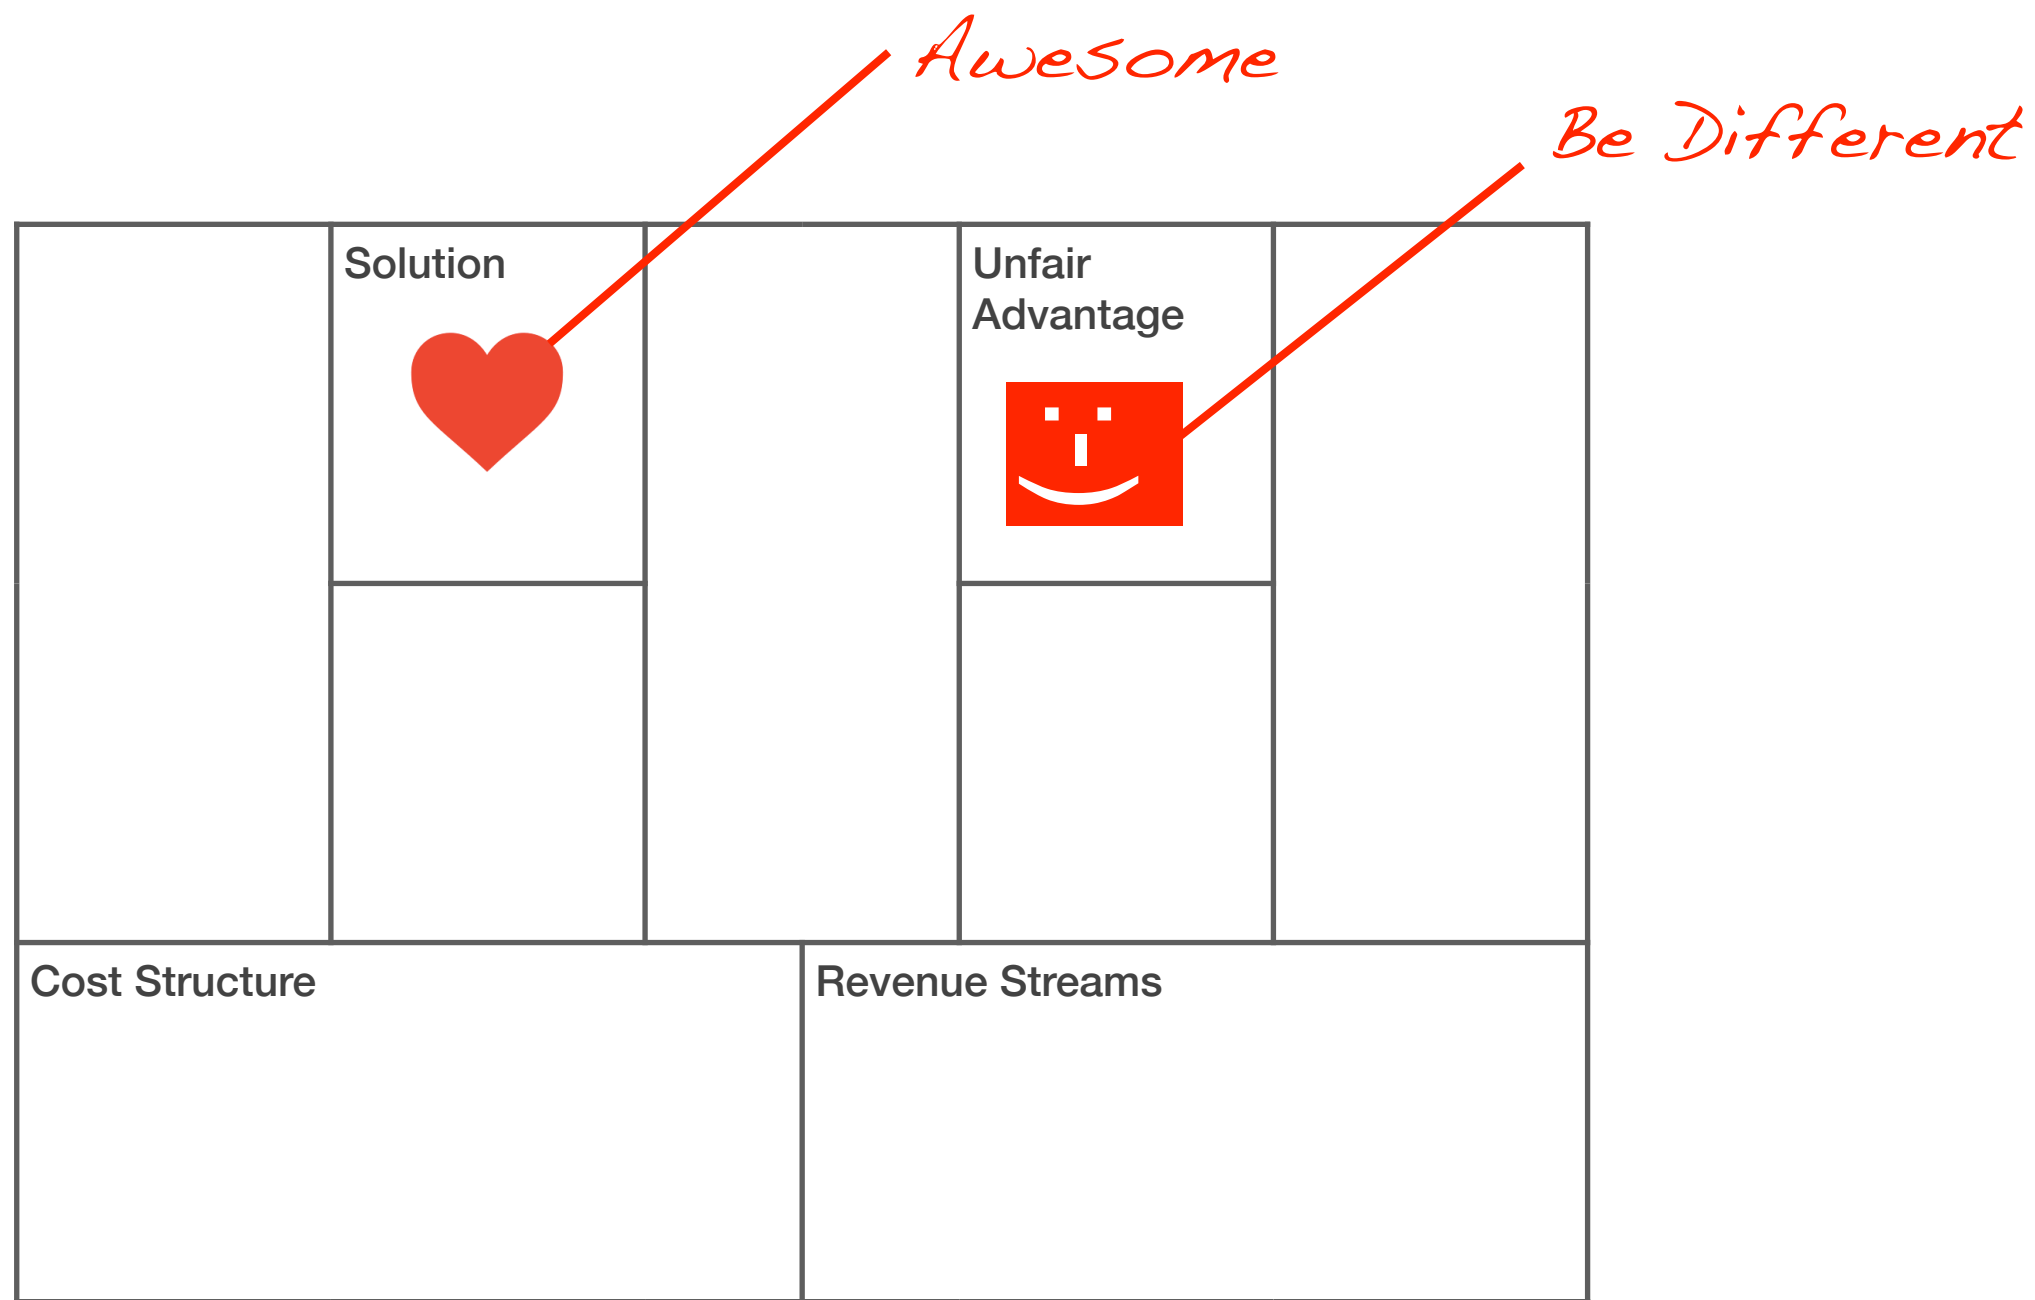 Awesome
Be Different
Solution
Unfair
Advantage
Cost Structure
Revenue Streams